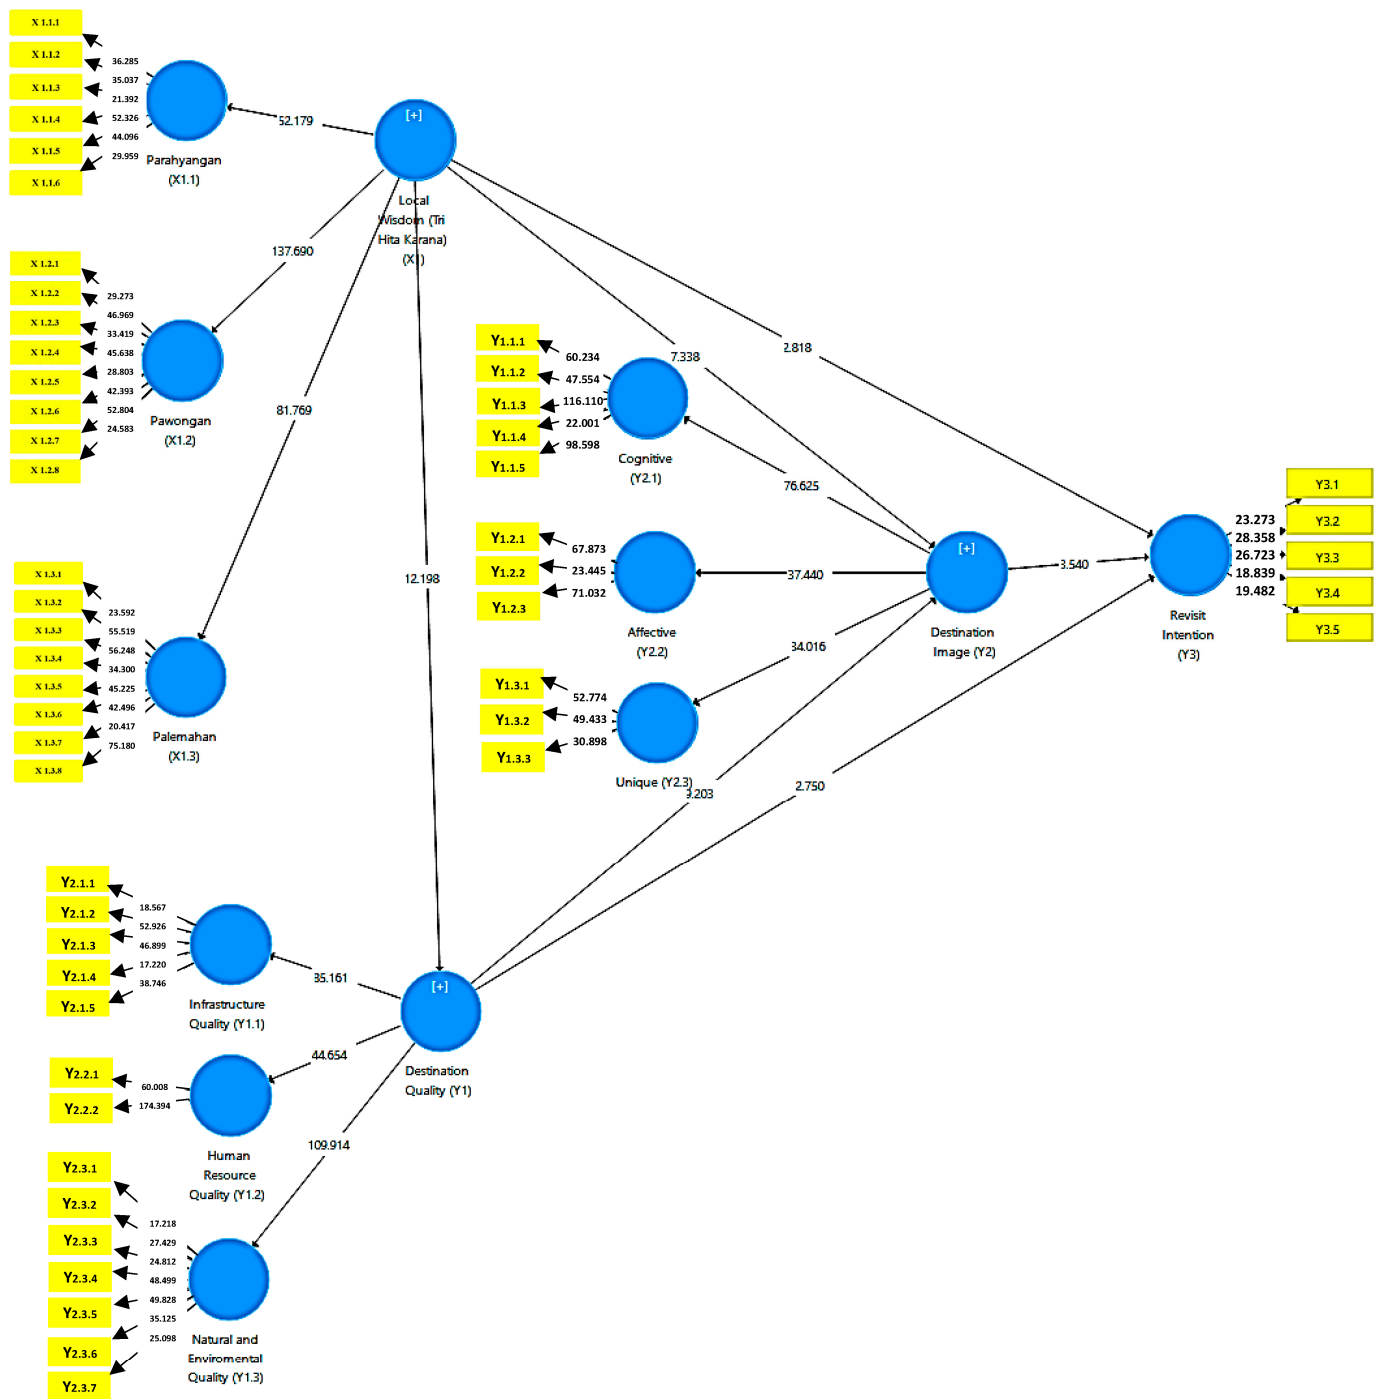 X 1.1.1
X 1.1.2
X 1.1.3
X 1.1.4
X 1.1.5
X 1.1.6
36.285
35.037
21.392
52.326
44.096
29.959
Parahyangan
(X1.1)
52.179
[+]
Local
Wisdom (Tri
Hita Karana)
(X1)
137.690
81.769
12.198
7.338
2.818
X 1.2.1
X 1.2.2
X 1.2.3
X 1.2.4
X 1.2.5
X 1.2.6
X 1.2.7
X 1.2.8
29.273
46.969
33.419
45.638
28.803
42.393
52.804
24.583
Pawongan
(X1.2)
X 1.3.1
X 1.3.2
X 1.3.3
X 1.3.4
X 1.3.5
X 1.3.6
X 1.3.7
X 1.3.8
23.592
55.519
56.248
34.300
45.225
42.496
20.417
75.180
Palemahan
(X1.3)
Y1.1.1
Y1.1.2
Y1.1.3
Y1.1.4
Y1.1.5
60.234
47.554
116.110
22.001
98.598
Cognitive
(Y2.1)
76.625
Y1.2.1
Y1.2.2
Y1.2.3
67.873
23.445
71.032
Affective
(Y2.2)
37.440
Y1.3.1
Y1.3.2
Y1.3.3
52.774
49.433
30.898
Unique (Y2.3)
34.016
[+]
Destination
Image (Y2)
3.540
9.203
2.750
Revisit
Intention
(Y3)
23.273
28.358
26.723
18.839
19.482
Y3.1
Y3.2
Y3.3
Y3.4
Y3.5
Y2.1.1
Y2.1.2
Y2.1.3
Y2.1.4
Y2.1.5
18.567
52.926
46.899
17.220
38.746
Infrastructure
Quality (Y1.1)
35.161
[+]
Destination
Quality (Y1)
44.654
109.914
Y2.2.1
Y2.2.2
60.008
174.394
Human
Resource
Quality (Y1.2)
Y2.3.1
Y2.3.2
Y2.3.3
Y2.3.4
Y2.3.5
Y2.3.6
Y2.3.7
17.218
27.429
24.812
48.499
49.828
35.125
25.098
Natural and
Enviromental
Quality (Y1.3)